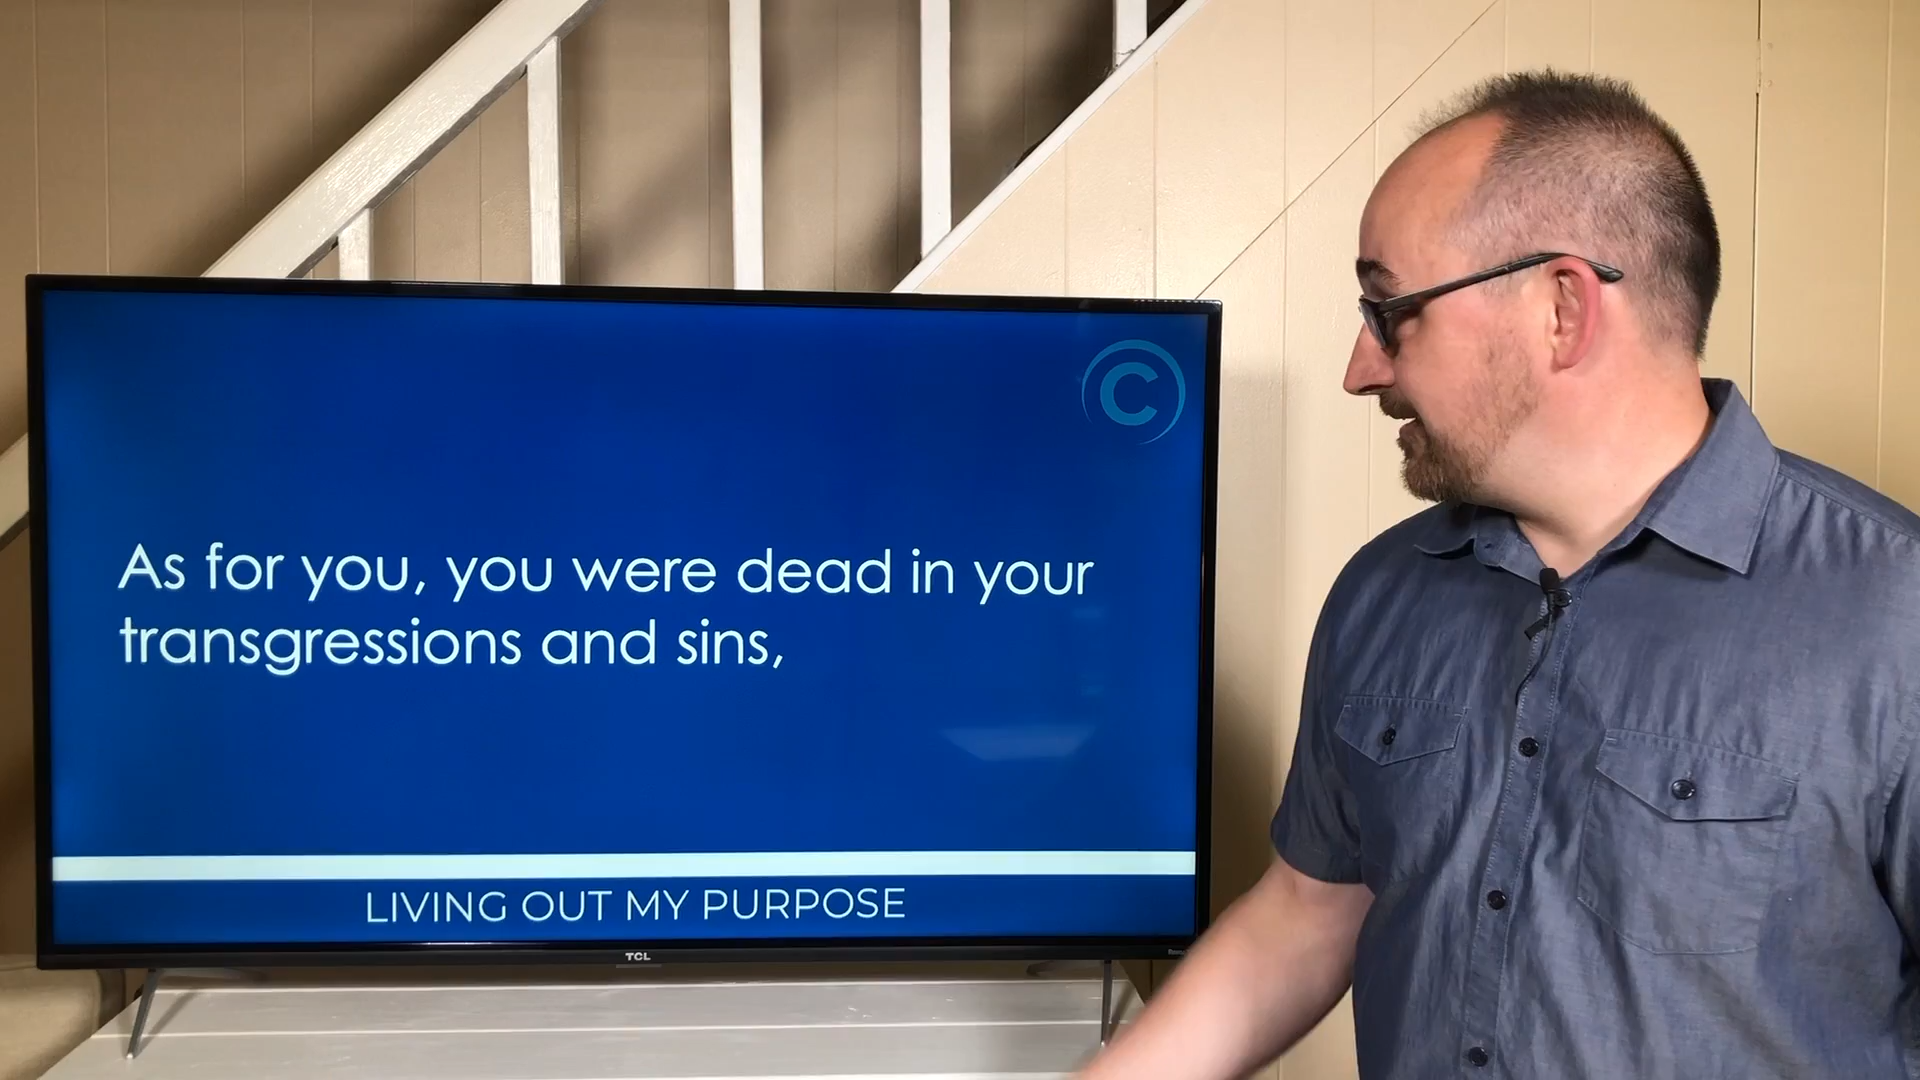 C
As for you, you were dead in your
transgressions and sins,
LIVING OUT MY PURPOSE
TCL